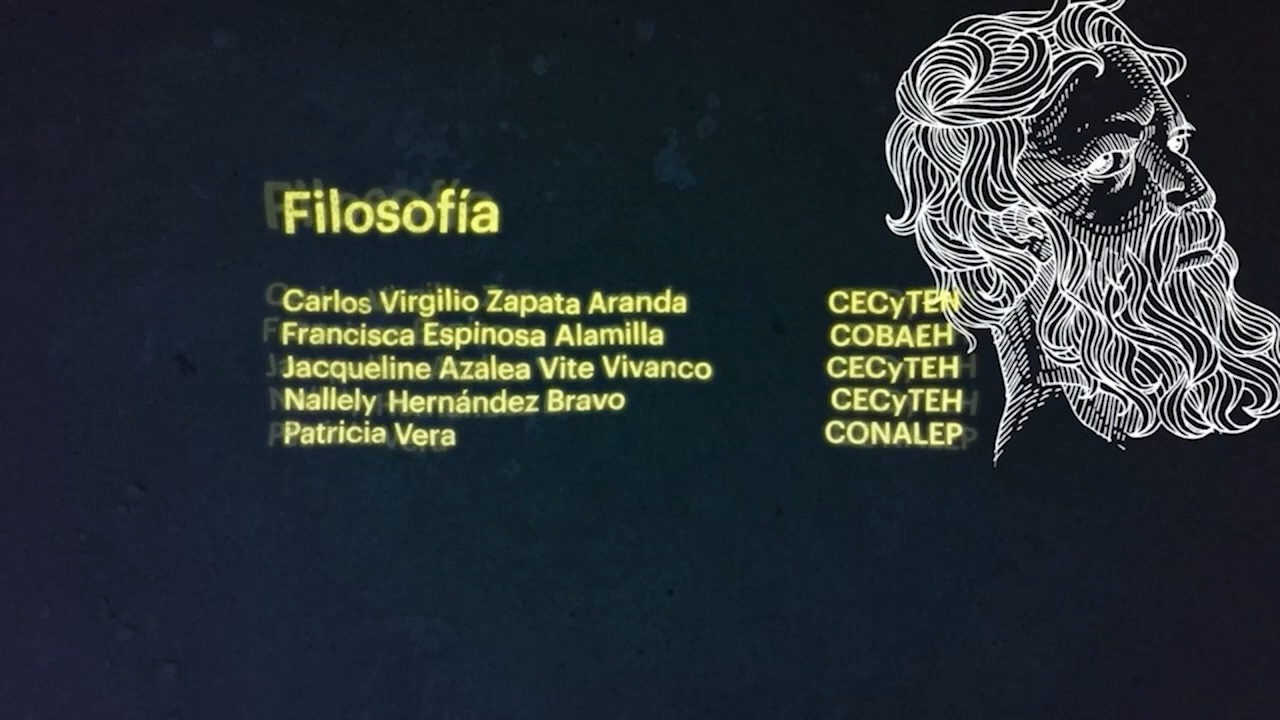 Filosofía
Carlos Virgilio Zapata Aranda CECyTEN
Francisca Espinosa Alamilla COBAEH
Jacqueline Azalea Vite Vivanco CECyTEH
Nallely Hernández Bravo CECyTEH
Patricia Vera CONALEP